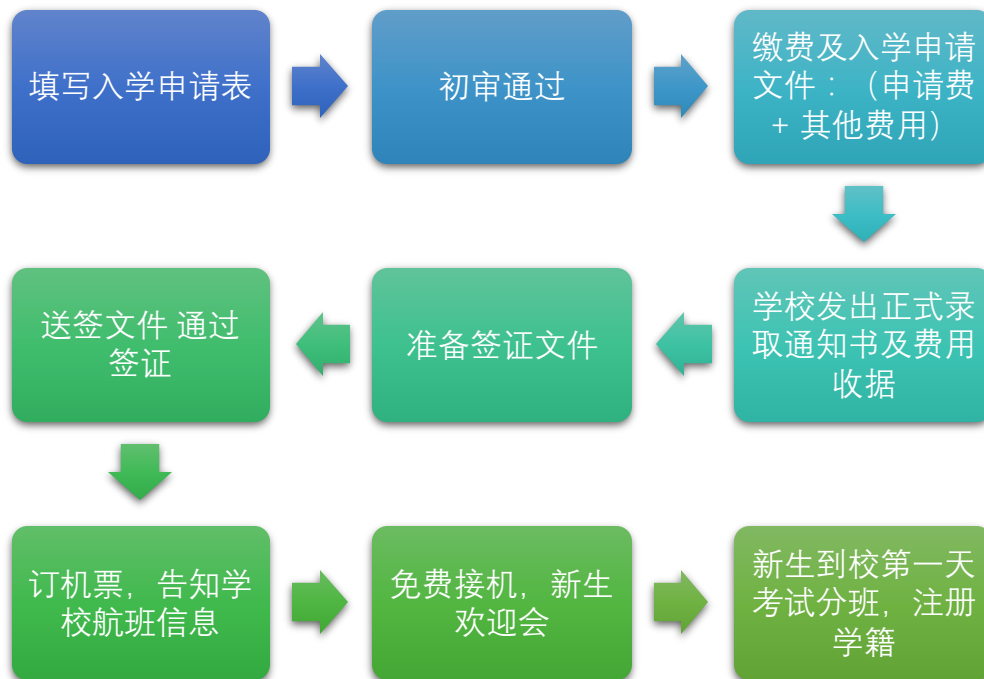 填写入学申请表
初审通过
缴费及入学申请
文件：（申请费
+ 其他费用）
学校发出正式录
取通知书及费用
收据
准备签证文件
送签文件 通过
签证
订机票，告知学
校航班信息
免费接机，新生
欢迎会
新生到校第一天
考试分班，注册
学籍